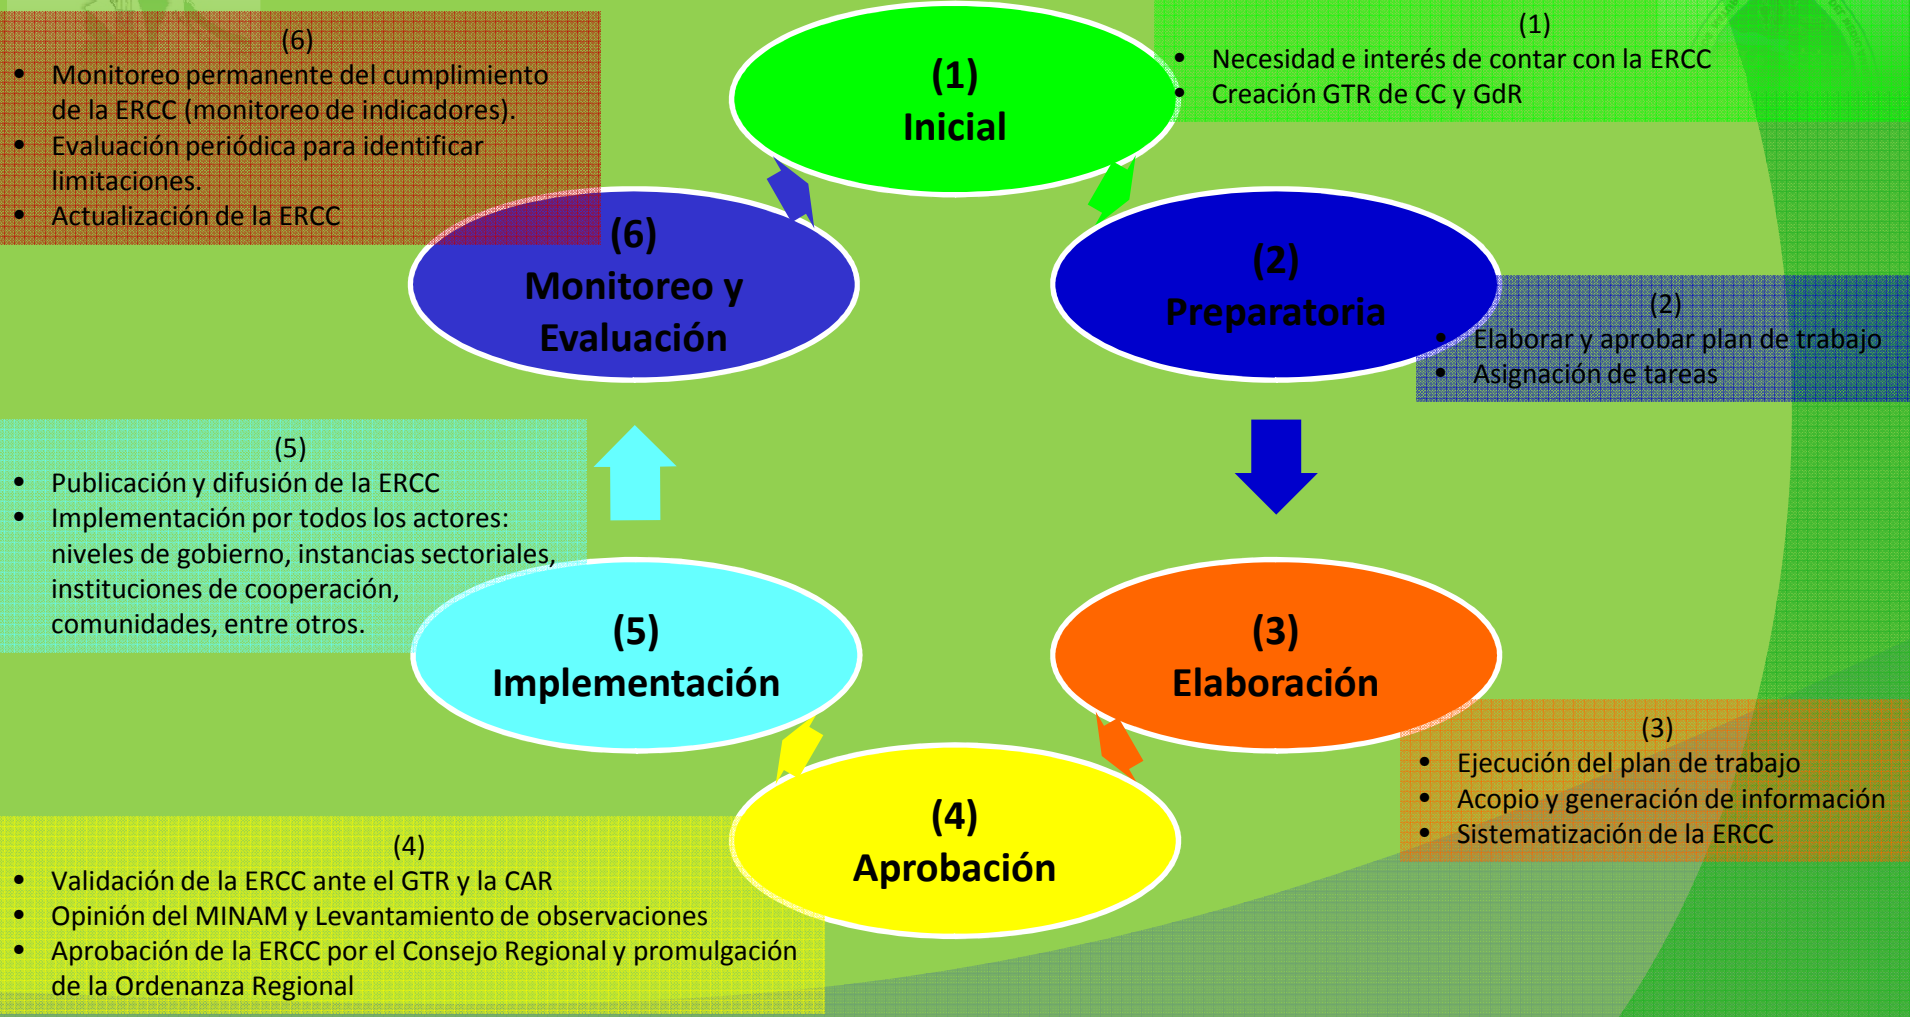 (1)
Inicial
(1)
• Necesidad e interés de contar con la ERCC
• Creación GTR de CC y GdR
(2)
Preparatoria
(2)
• Elaborar y aprobar plan de trabajo
• Asignación de tareas
(3)
Elaboración
(3)
• Ejecución del plan de trabajo
• Acopio y generación de información
• Sistematización de la ERCC
(4)
Aprobación
(4)
• Validación de la ERCC ante el GTR y la CAR
• Opinión del MINAM y Levantamiento de observaciones
• Aprobación de la ERCC por el Consejo Regional y promulgación
de la Ordenanza Regional
(5)
Implementación
(5)
• Publicación y difusión de la ERCC
• Implementación por todos los actores:
niveles de gobierno, instancias sectoriales,
instituciones de cooperación,
comunidades, entre otros.
(6)
Monitoreo y
Evaluación
(6)
• Monitoreo permanente del cumplimiento
de la ERCC (monitoreo de indicadores).
• Evaluación periódica para identificar
limitaciones.
• Actualización de la ERCC